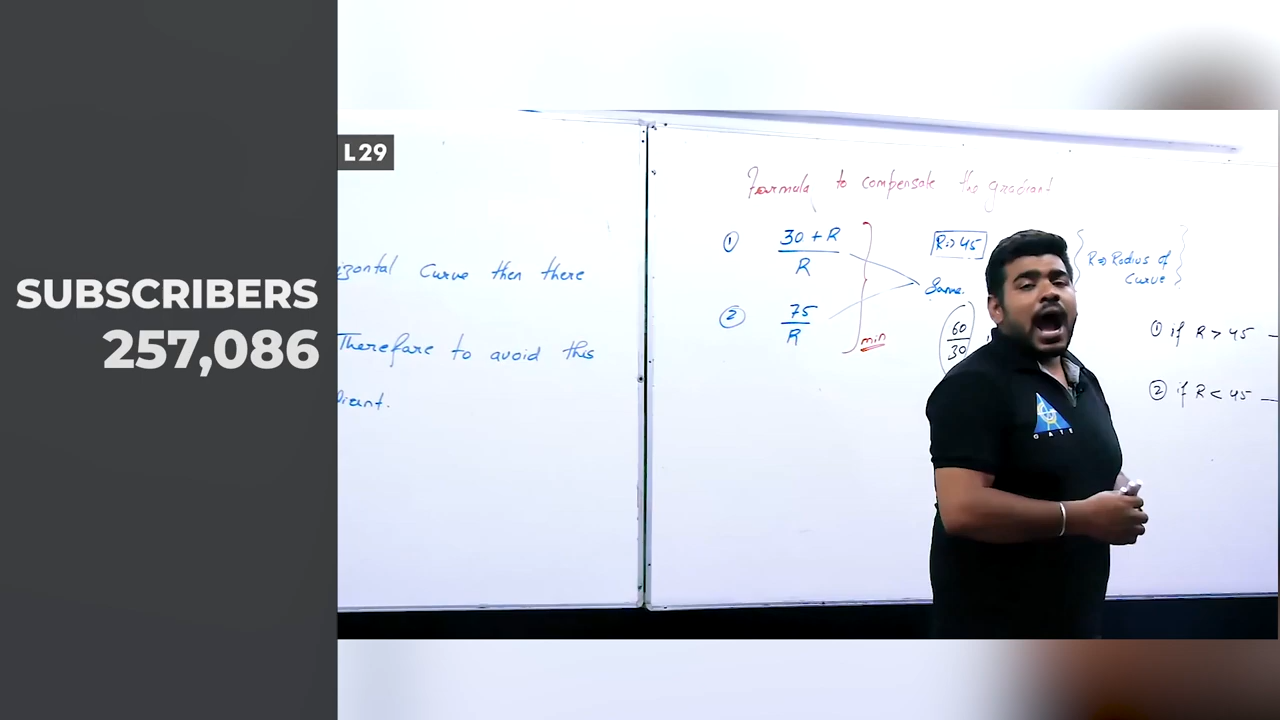 SUBSCRIBERS
257,086
L29
izontal Curve then there
Therefore to avoid this
dient.
Formula to compensate the gradient
① 30 + R
R
② 75
R
min
R => 45
Same.
60
30
R => Radius of
Curve
① if R > 45
② if R < 45
GATE